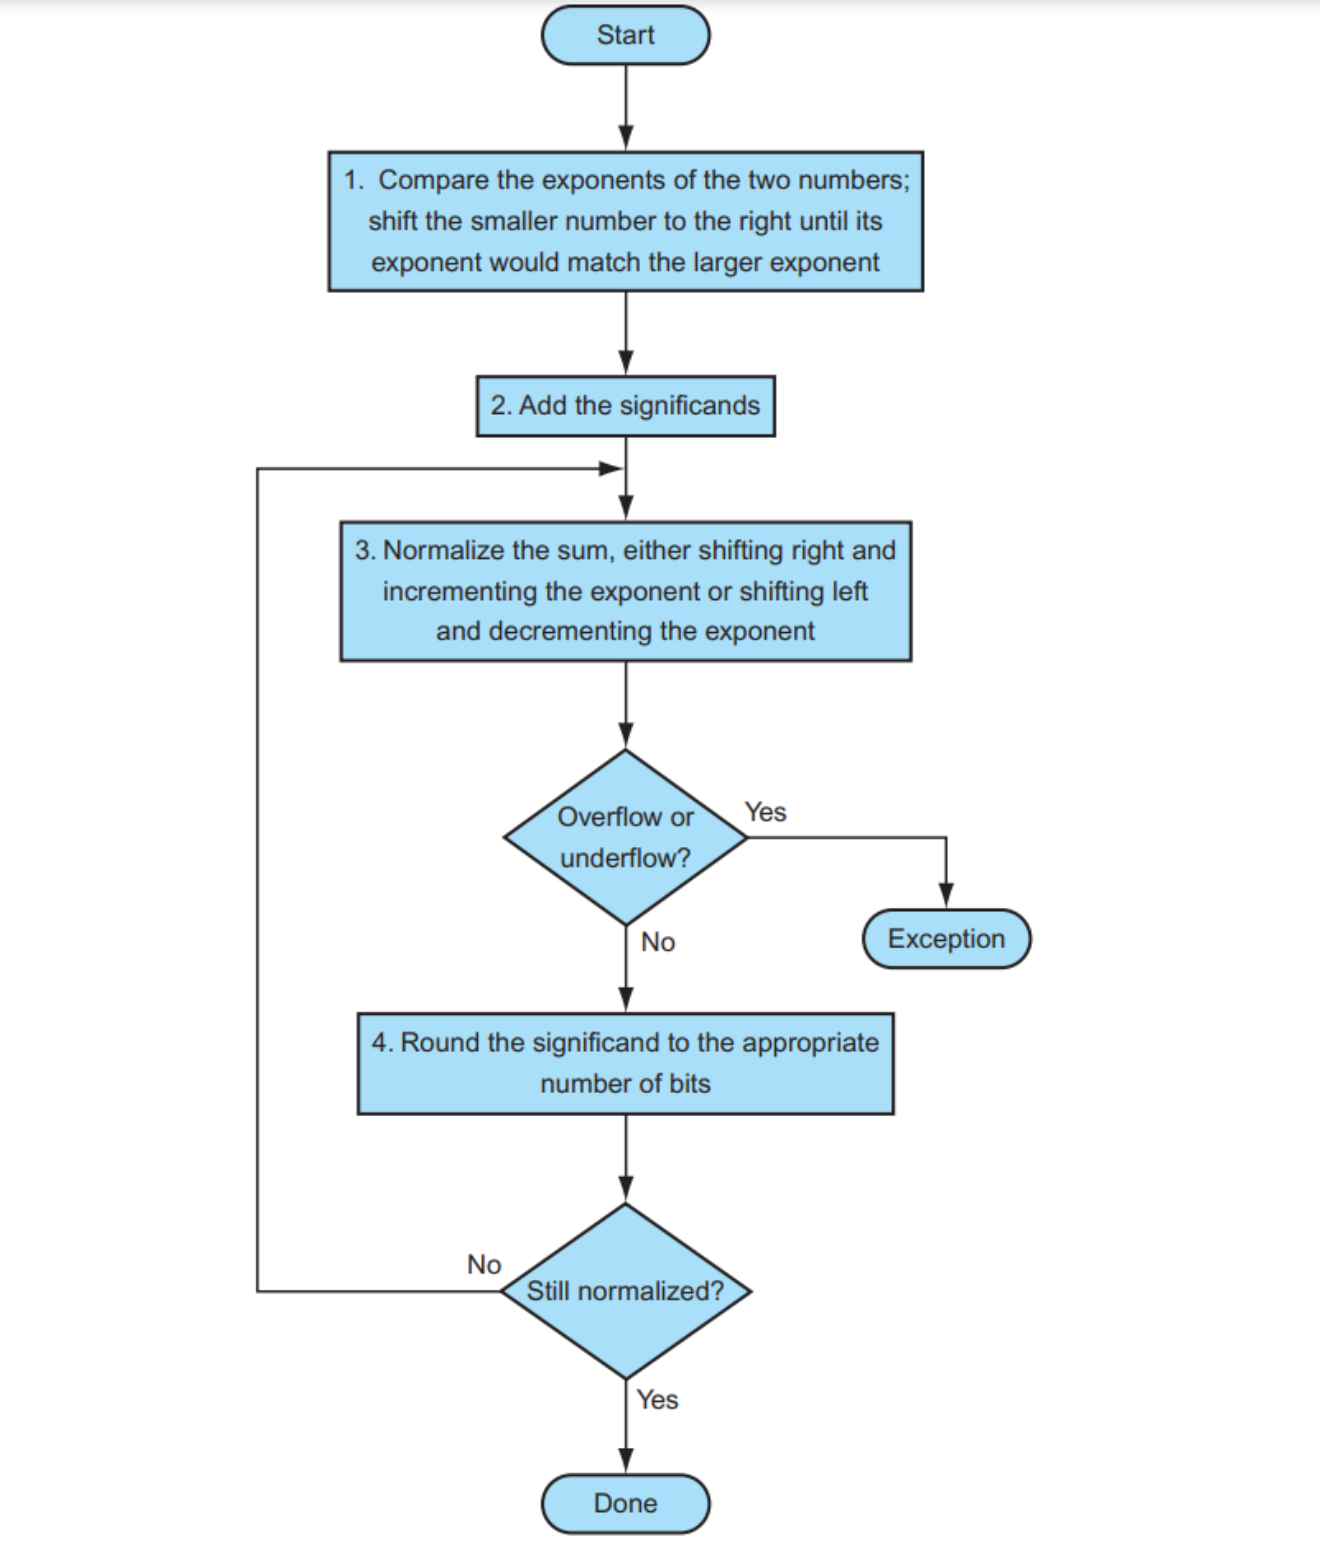 Start
1. Compare the exponents of the two numbers;
shift the smaller number to the right until its
exponent would match the larger exponent
2. Add the significands
3. Normalize the sum, either shifting right and
incrementing the exponent or shifting left
and decrementing the exponent
Overflow or
underflow?
Yes
No
Exception
4. Round the significand to the appropriate
number of bits
Still normalized?
No
Yes
Done